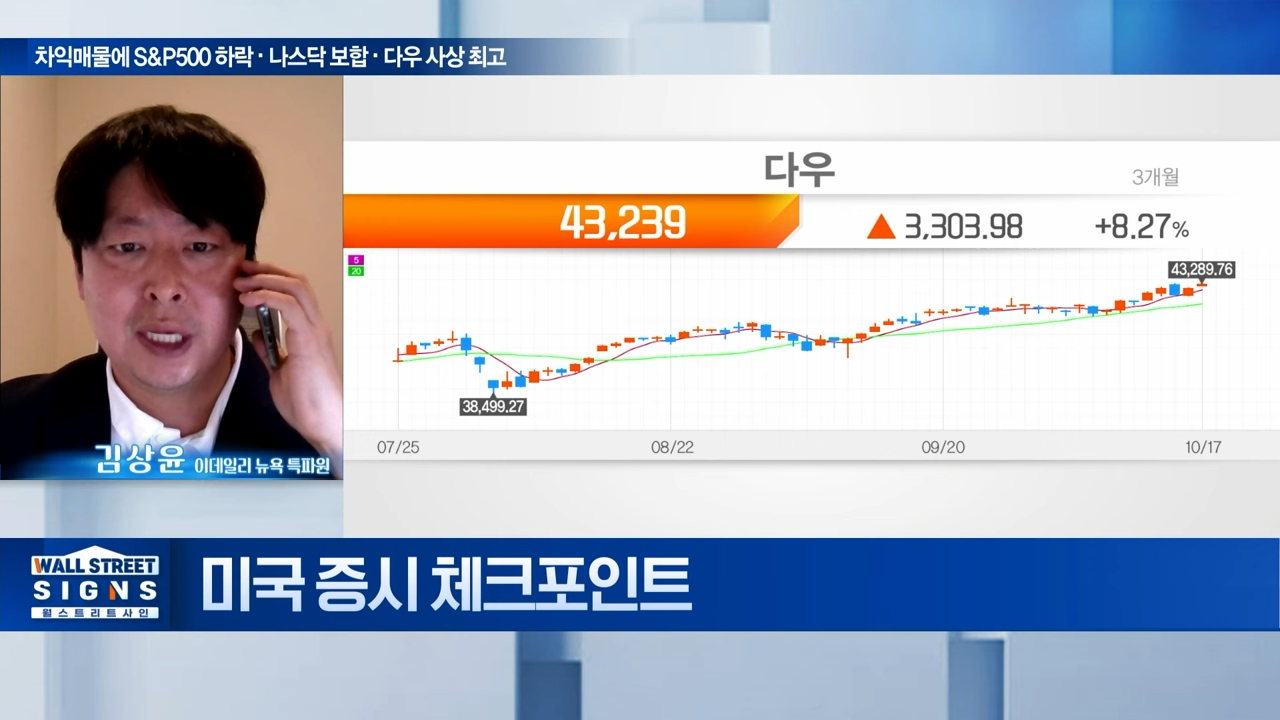 차익매물에 S&P500 하락· 나스닥 보합· 다우 사상 최고
다우
3개월
43,239
▲ 3,303.98
+8.27%
5
20
43,289.76
38,499.27
07/25
08/22
09/20
10/17
김상윤 이데일리 뉴욕 특파원
WALL STREET
SIGNS
월스트리트사인
미국 증시 체크포인트